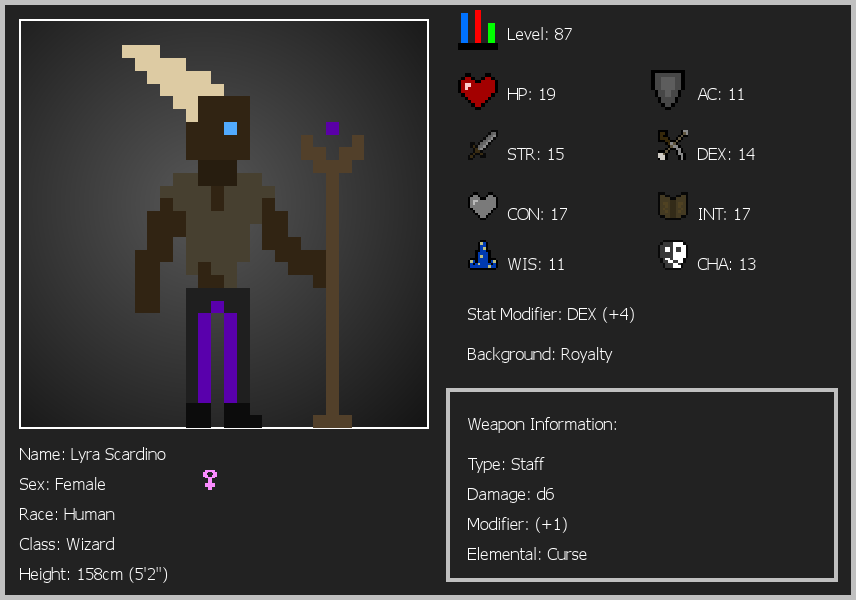 Level: 87
HP: 19
AC: 11
STR: 15
DEX: 14
CON: 17
INT: 17
WIS: 11
CHA: 13
Stat Modifier: DEX (+4)
Background: Royalty
Weapon Information:
Type: Staff
Damage: d6
Modifier: (+1)
Elemental: Curse
Name: Lyra Scardino
Sex: Female
Race: Human
Class: Wizard
Height: 158cm (5'2")